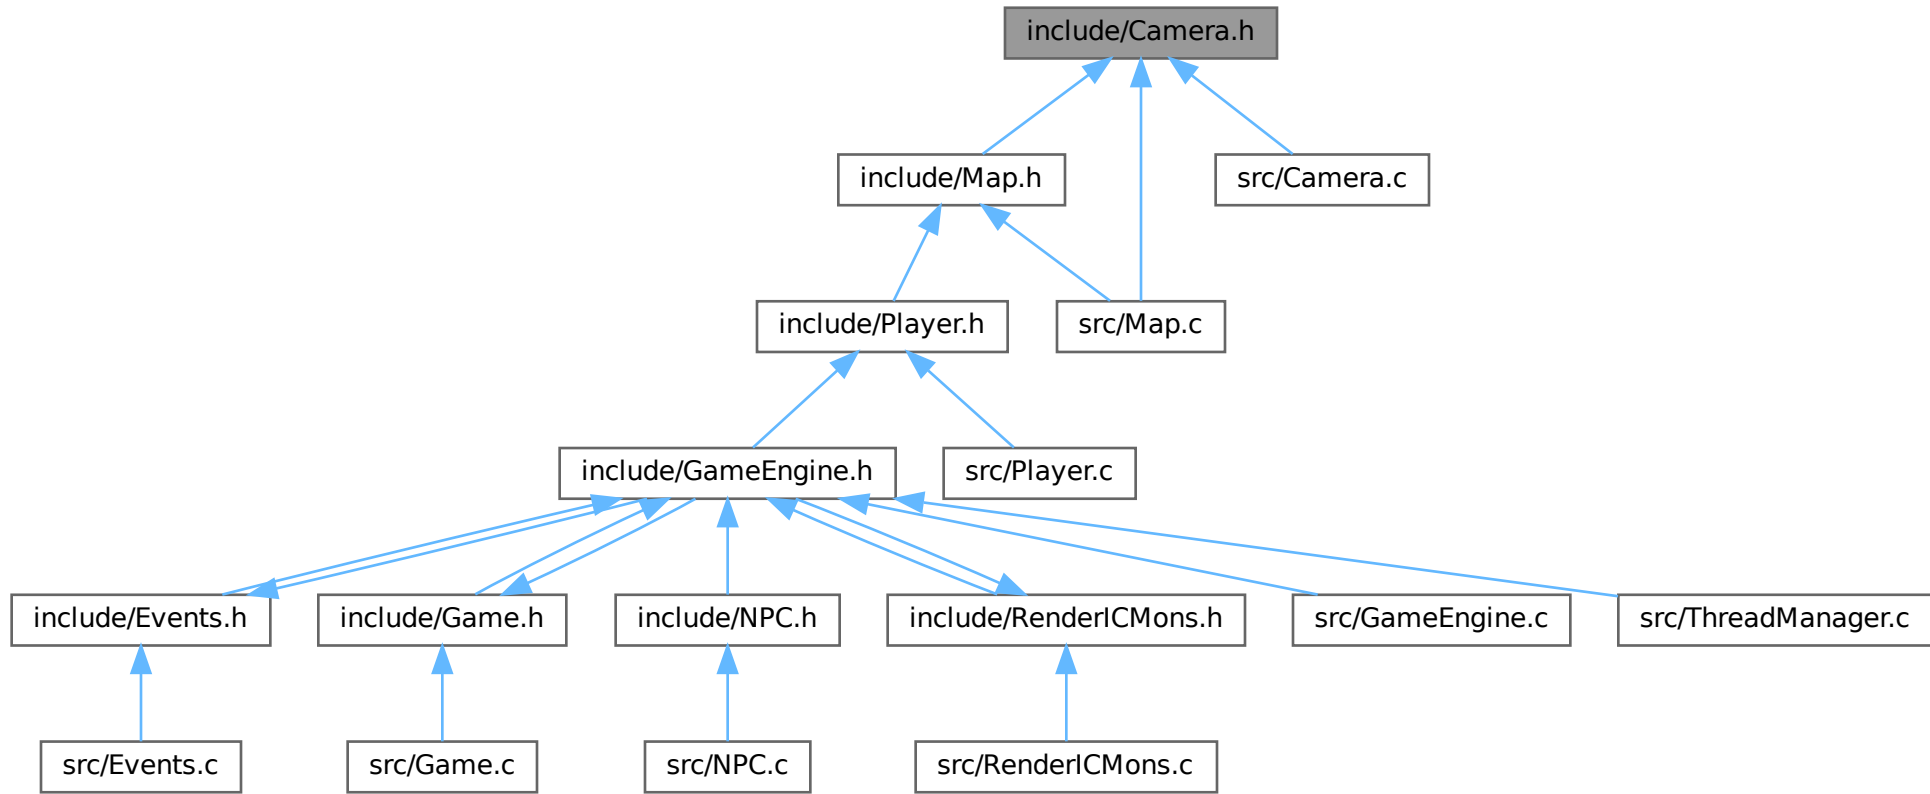 include/Camera.h
include/Map.h
src/Camera.c
include/Player.h
src/Map.c
include/GameEngine.h
src/Player.c
include/Events.h
include/Game.h
include/NPC.h
include/RenderICMons.h
src/GameEngine.c
src/ThreadManager.c
src/Events.c
src/Game.c
src/NPC.c
src/RenderICMons.c